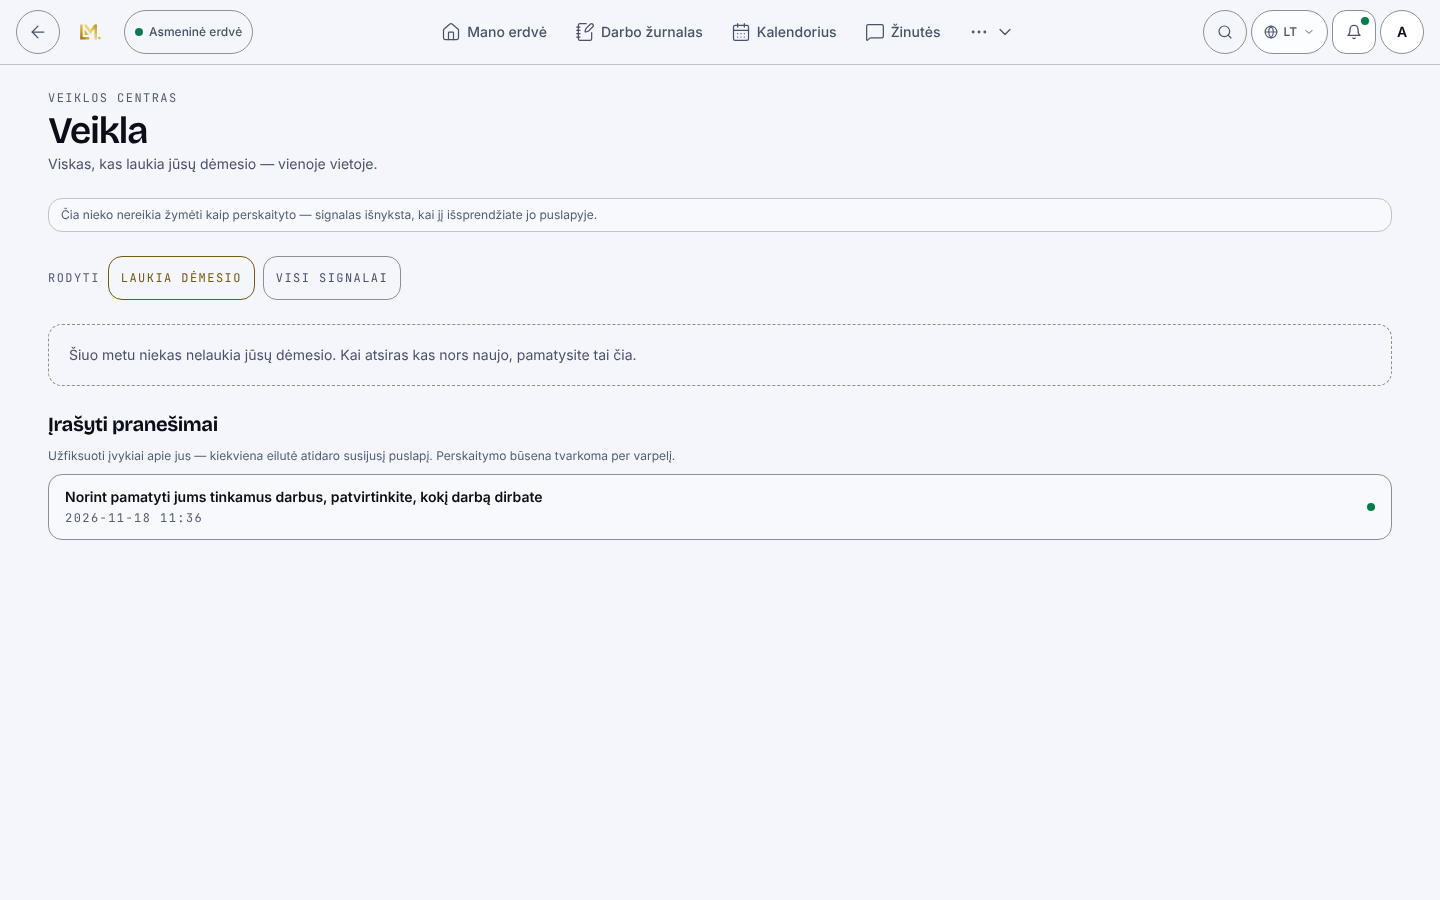 LM.
Asmeninė erdvė
Mano erdvė
Darbo žurnalas
Kalendorius
Žinutės
LT
A
VEIKLOS CENTRAS
Veikla
Viskas, kas laukia jūsų dėmesio — vienoje vietoje.
Čia nieko nereikia žymėti kaip perskaityto — signalas išnyksta, kai jį išsprendžiate jo puslapyje.
RODYTI
LAUKIA DĖMESIO
VISI SIGNALAI
Šiuo metu niekas nelaukia jūsų dėmesio. Kai atsiras kas nors naujo, pamatysite tai čia.
Įrašyti pranešimai
Užfiksuoti įvykiai apie jus — kiekviena eilutė atidaro susijusį puslapį. Perskaitymo būsena tvarkoma per varpelį.
Norint pamatyti jums tinkamus darbus, patvirtinkite, kokį darbą dirbate
2026-11-18 11:36